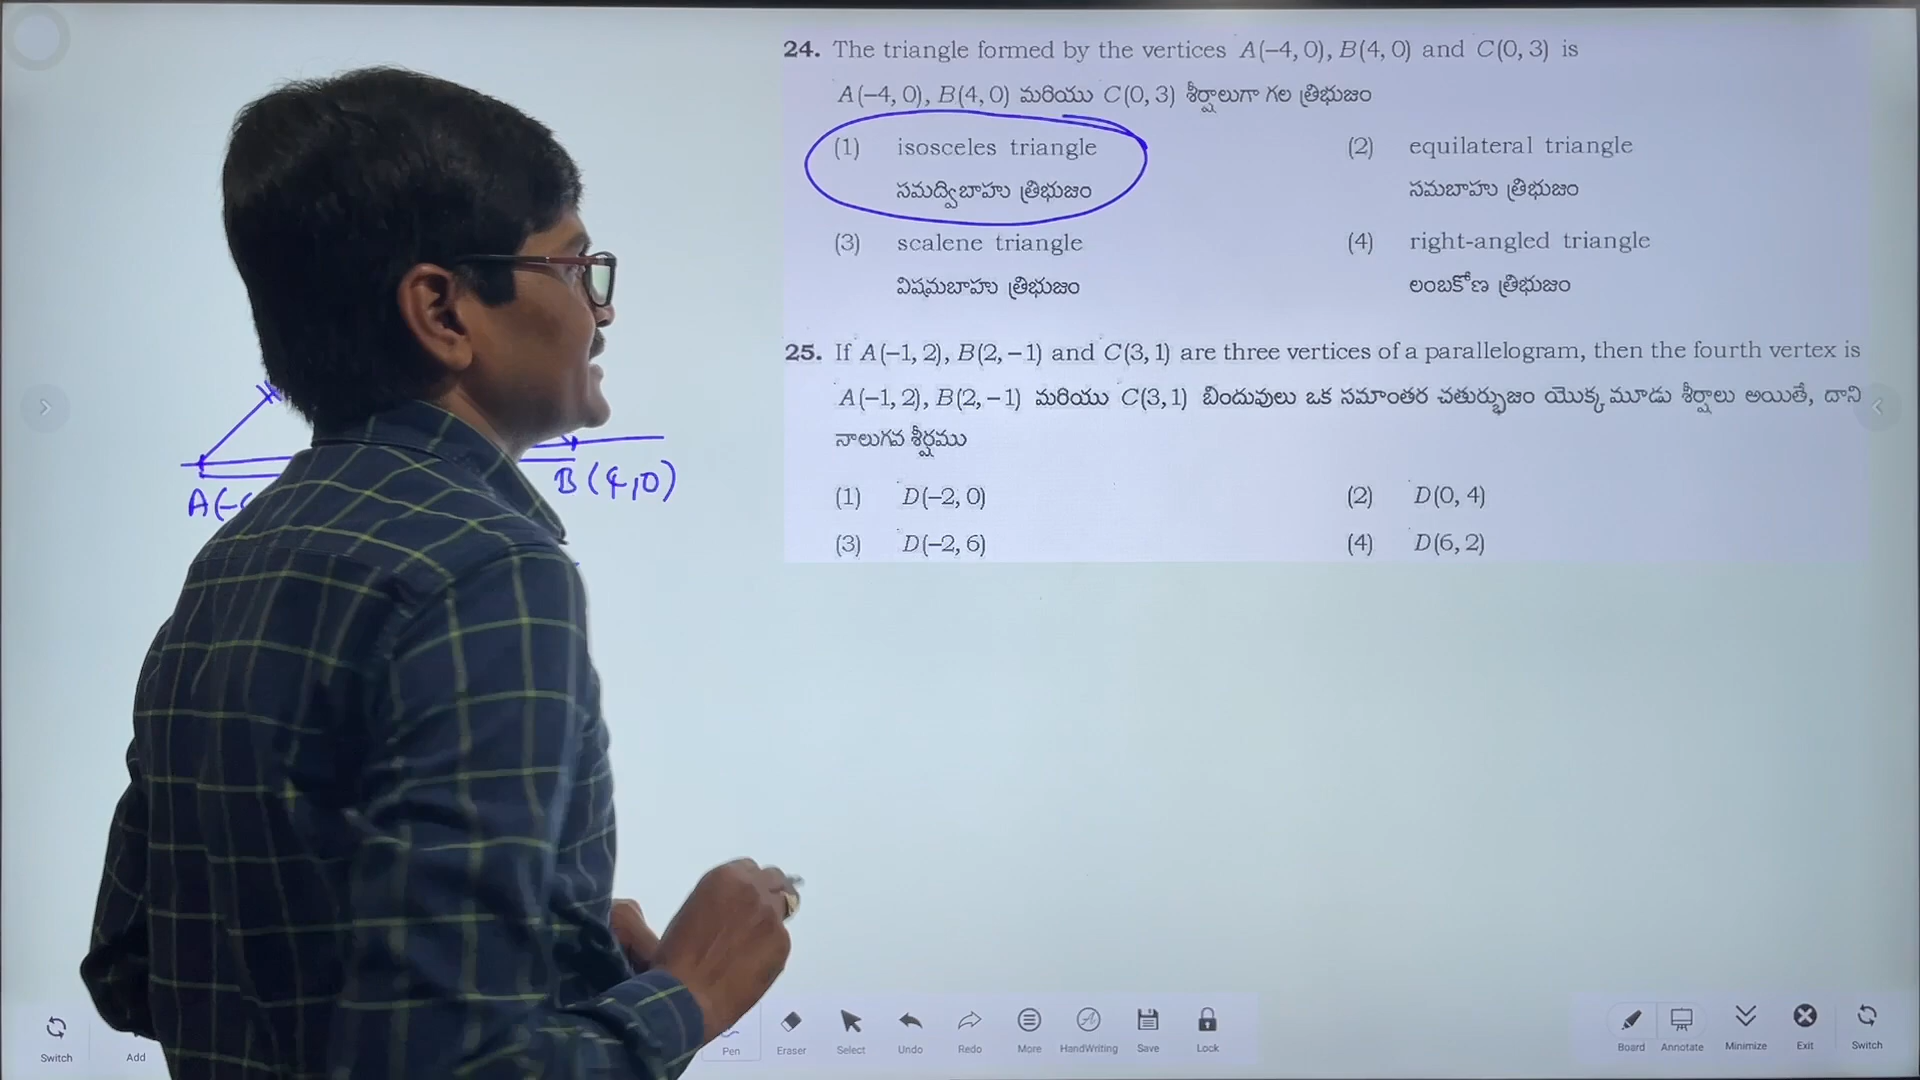 24. The triangle formed by the vertices A(−4, 0), B(4, 0) and C(0, 3) is
A(−4, 0), B(4, 0) మరియు C(0, 3) శీర్షాలుగా గల త్రిభుజం
(1) isosceles triangle (2) equilateral triangle
సమద్విబాహు త్రిభుజం సమబాహు త్రిభుజం
(3) scalene triangle (4) right-angled triangle
విషమబాహు త్రిభుజం లంబకోణ త్రిభుజం
25. If A(−1, 2), B(2, −1) and C(3, 1) are three vertices of a parallelogram, then the fourth vertex is
A(−1, 2), B(2, −1) మరియు C(3, 1) బిందువులు ఒక సమాంతర చతుర్భుజం యొక్క మూడు శీర్షాలు అయితే, దాని
నాలుగవ శీర్షము
(1) D(−2, 0) (2) D(0, 4)
(3) D(−2, 6) (4) D(6, 2)
B(4,0)
A(−
Switch Add Pen Eraser Select Undo Redo More HandWriting Save Lock Board Annotate Minimize Exit Switch